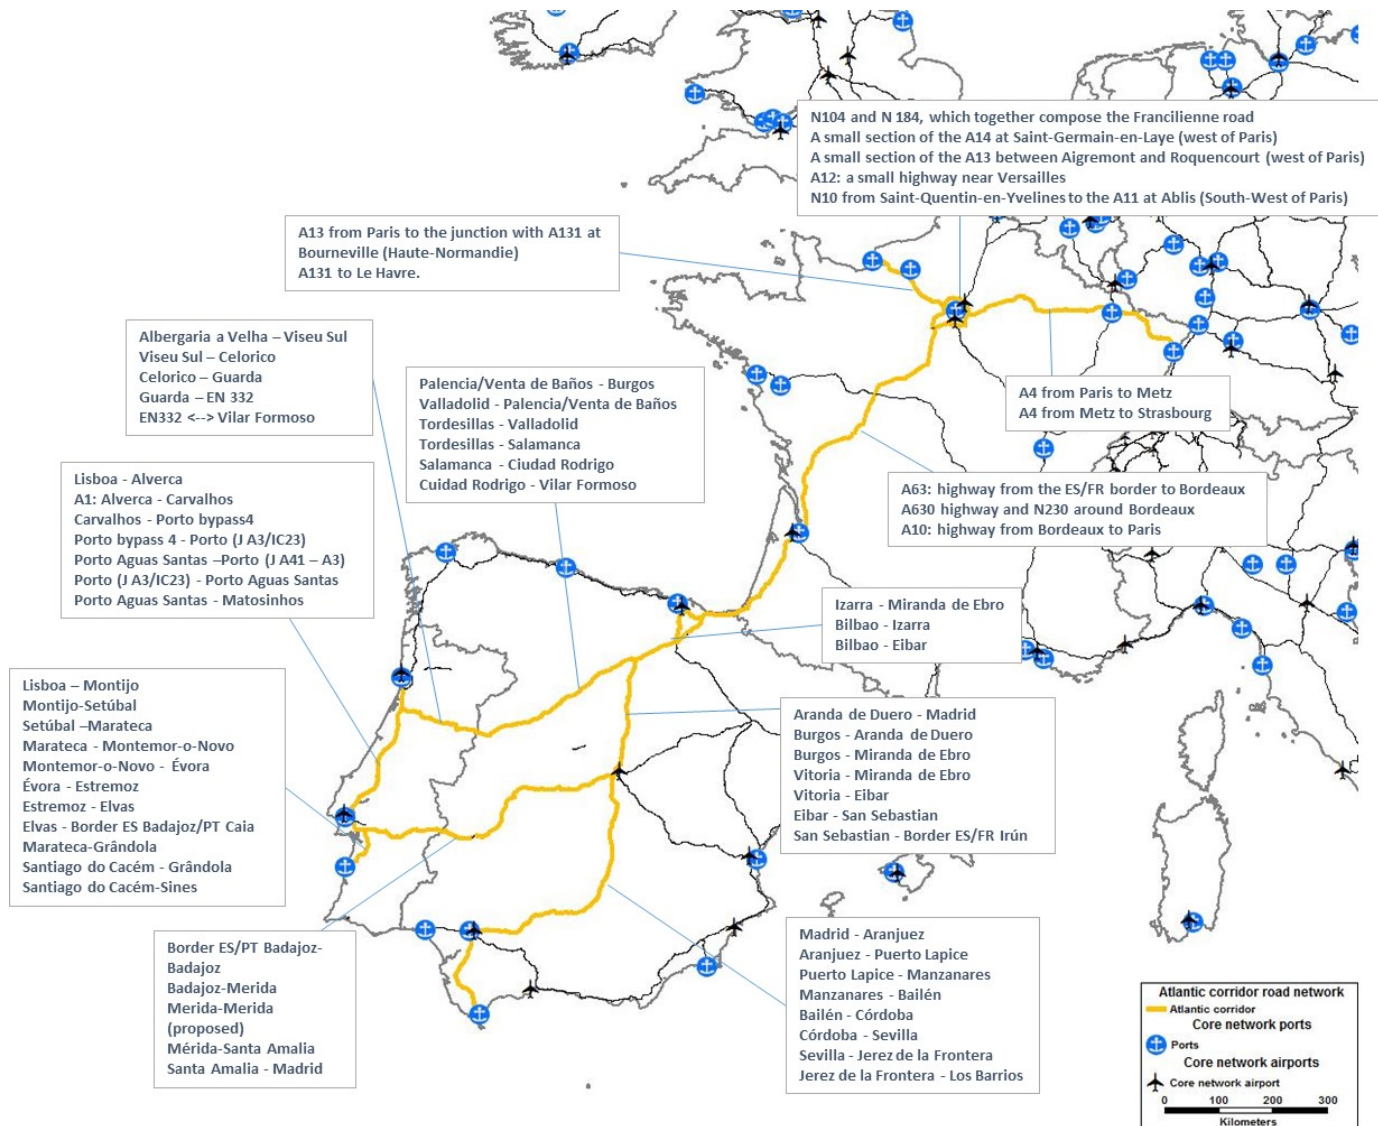 N104 and N 184, which together compose the Francilienne road
A small section of the A14 at Saint-Germain-en-Laye (west of Paris)
A small section of the A13 between Aigremont and Roquencourt (west of Paris)
A12: a small highway near Versailles
N10 from Saint-Quentin-en-Yvelines to the A11 at Ablis (South-West of Paris)
A13 from Paris to the junction with A131 at
Bourneville (Haute-Normandie)
A131 to Le Havre.
Albergaria a Velha – Viseu Sul
Viseu Sul – Celorico
Celorico – Guarda
Guarda – EN 332
EN332 <--> Vilar Formoso
Palencia/Venta de Baños - Burgos
Valladolid - Palencia/Venta de Baños
Tordesillas - Valladolid
Tordesillas - Salamanca
Salamanca - Ciudad Rodrigo
Cuidad Rodrigo - Vilar Formoso
A4 from Paris to Metz
A4 from Metz to Strasbourg
Lisboa - Alverca
A1: Alverca - Carvalhos
Carvalhos - Porto bypass4
Porto bypass 4 - Porto (J A3/IC23)
Porto Aguas Santas –Porto (J A41 – A3)
Porto (J A3/IC23) - Porto Aguas Santas
Porto Aguas Santas - Matosinhos
A63: highway from the ES/FR border to Bordeaux
A630 highway and N230 around Bordeaux
A10: highway from Bordeaux to Paris
Izarra - Miranda de Ebro
Bilbao - Izarra
Bilbao - Eibar
Lisboa – Montijo
Montijo-Setúbal
Setúbal –Marateca
Marateca - Montemor-o-Novo
Montemor-o-Novo - Évora
Évora - Estremoz
Estremoz - Elvas
Elvas - Border ES Badajoz/PT Caia
Marateca-Grândola
Santiago do Cacém - Grândola
Santiago do Cacém-Sines
Aranda de Duero - Madrid
Burgos - Aranda de Duero
Burgos - Miranda de Ebro
Vitoria - Miranda de Ebro
Vitoria - Eibar
Eibar - San Sebastian
San Sebastian - Border ES/FR Irún
Border ES/PT Badajoz-
Badajoz
Badajoz-Merida
Merida-Merida
(proposed)
Mérida-Santa Amalia
Santa Amalia - Madrid
Madrid - Aranjuez
Aranjuez - Puerto Lapice
Puerto Lapice - Manzanares
Manzanares - Bailén
Bailén - Córdoba
Córdoba - Sevilla
Sevilla - Jerez de la Frontera
Jerez de la Frontera - Los Barrios
Atlantic corridor road network
Atlantic corridor
Core network ports
Ports
Core network airports
Core network airport
0 100 200 300
Kilometers